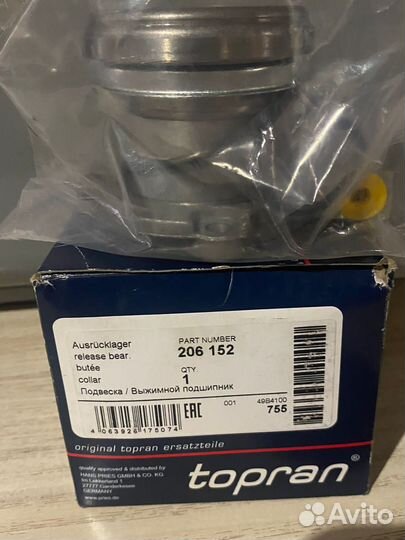 Ausrücklager
release bear.
butée
collar
PART NUMBER
206 152
QTY.
1
Подвеска / Выжимной подшипник
EAC
001
49B4100
755
4 063926 175074
original topran ersatzteile
quality approved & distributed by
HANS PRIES GMBH & CO. KG
Im Lakkerland 1
27777 Ganderkesee
GERMANY
www.pries.de
topran®
Avito